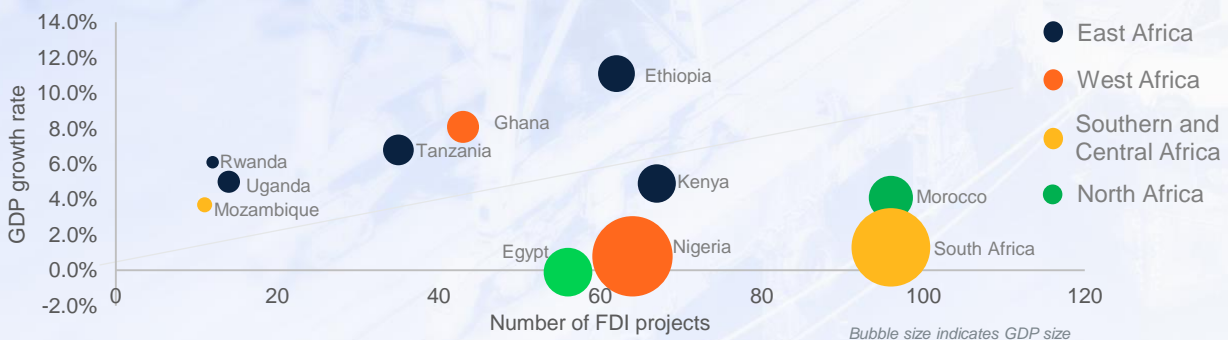 14.0%
12.0%
10.0%
8.0%
6.0%
4.0%
2.0%
0.0%
-2.0%
GDP growth rate
Ethiopia
Ghana
Tanzania
Rwanda
Uganda
Mozambique
Kenya
Morocco
Egypt
Nigeria
South Africa
0
20
40
60
80
100
120
Number of FDI projects
Bubble size indicates GDP size
East Africa
West Africa
Southern and
Central Africa
North Africa